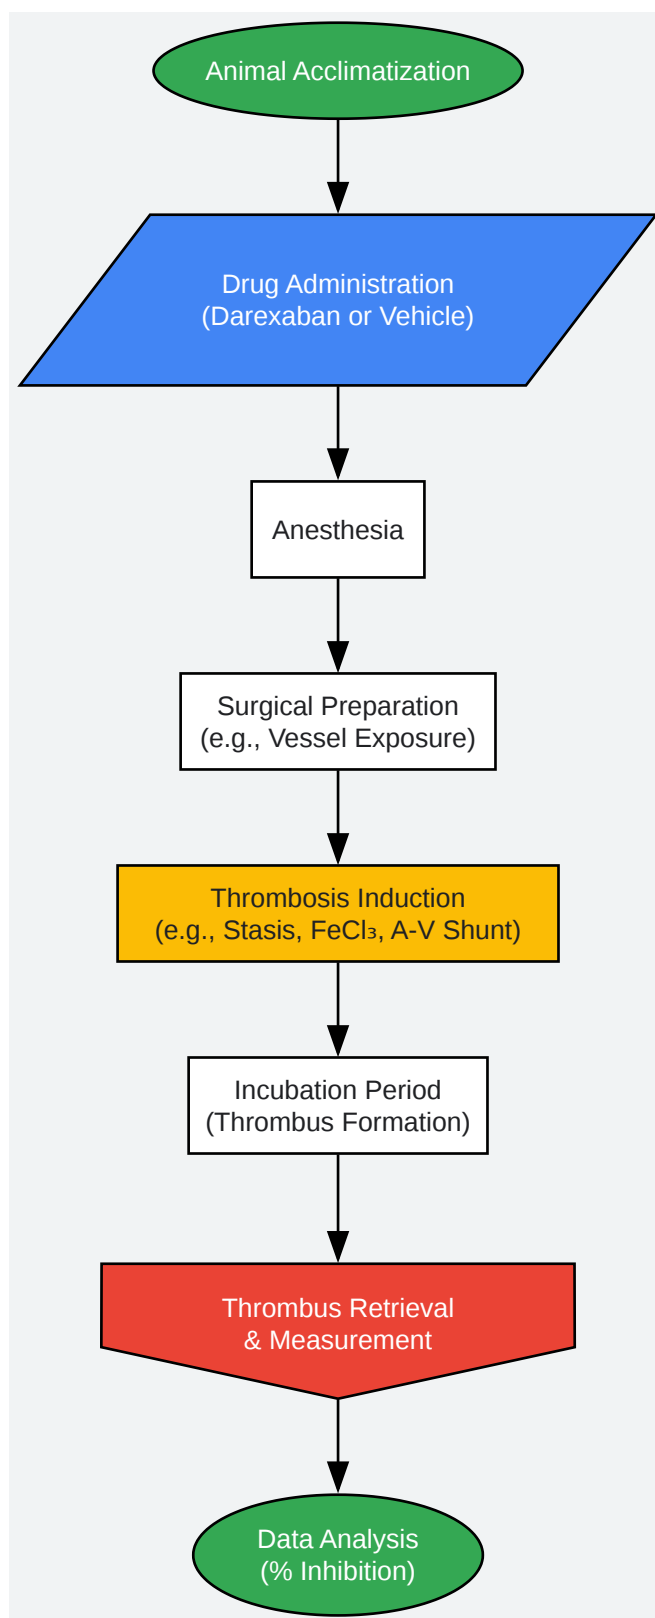 Animal Acclimatization
Drug Administration
(Darexaban or Vehicle)
Anesthesia
Surgical Preparation
(e.g., Vessel Exposure)
Thrombosis Induction
(e.g., Stasis, FeCl₃, A-V Shunt)
Incubation Period
(Thrombus Formation)
Thrombus Retrieval
& Measurement
Data Analysis
(% Inhibition)